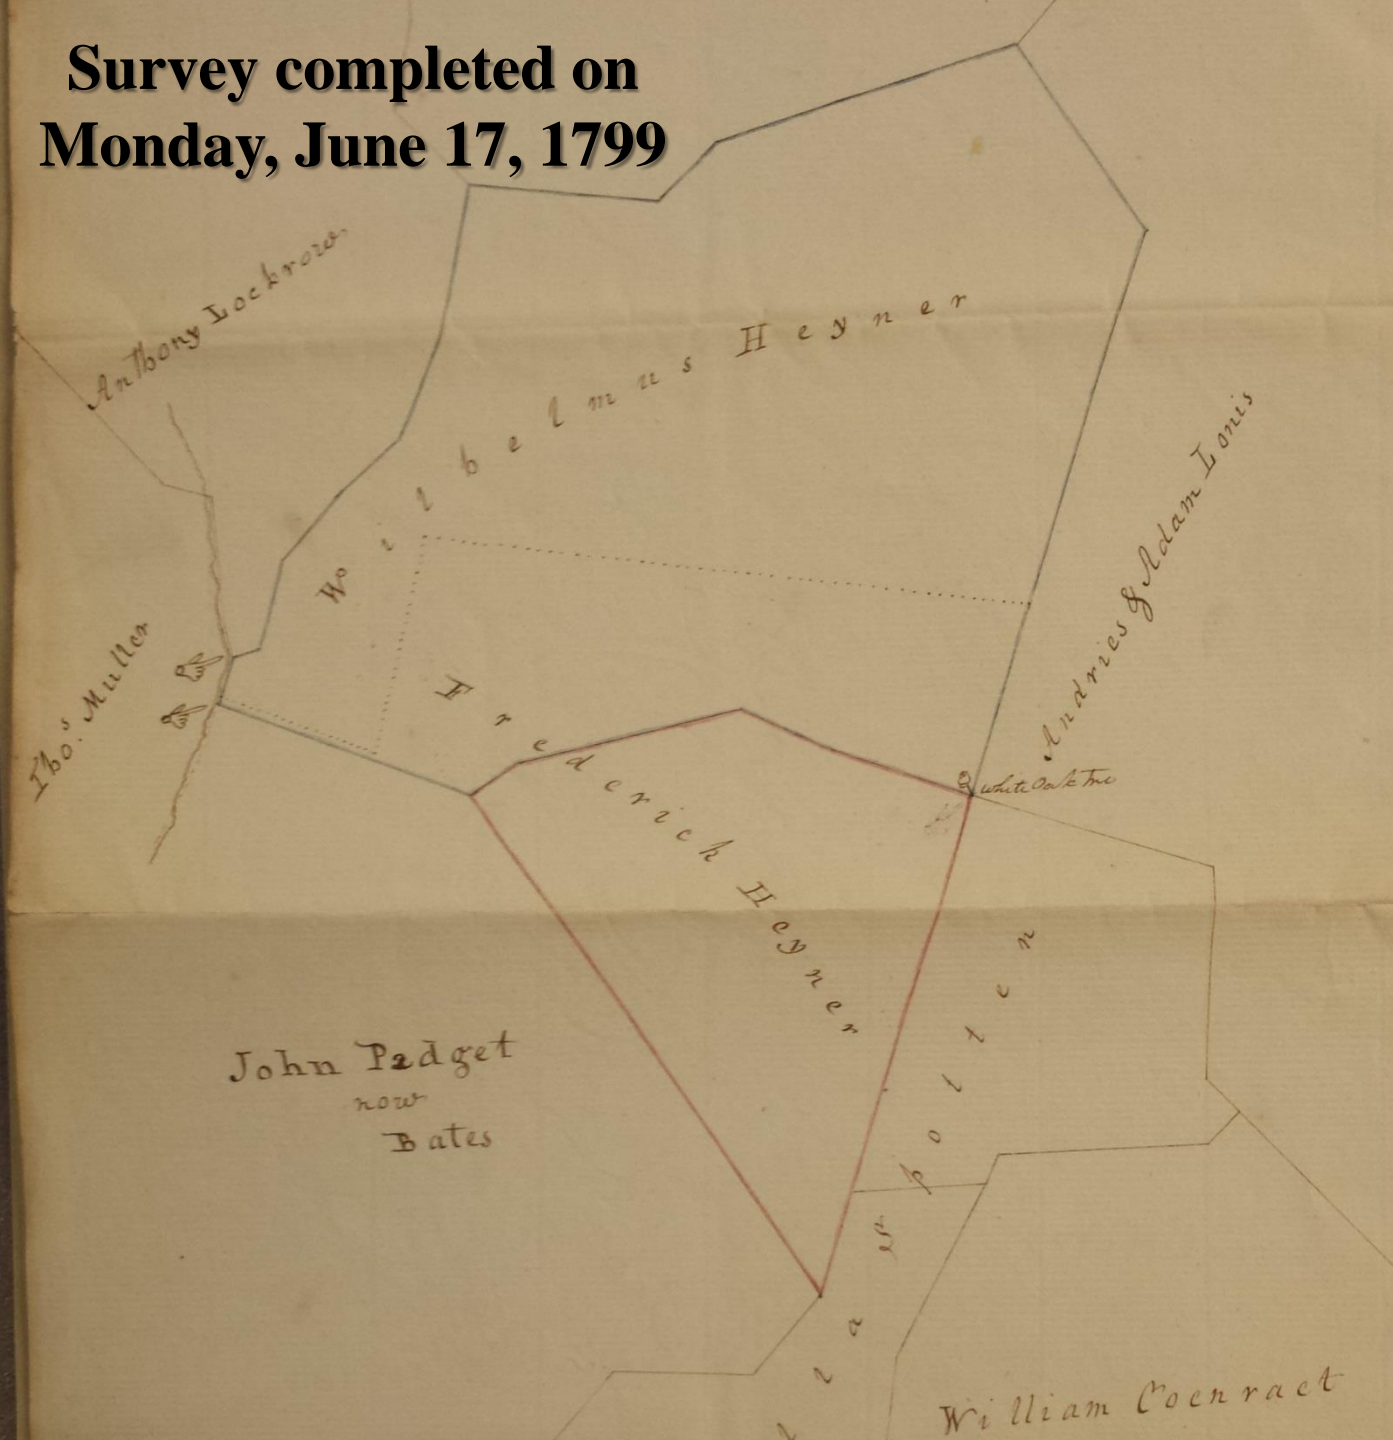 Survey completed on
Monday, June 17, 1799
Anthony Lockrow
Wilhelmus Heyner
Thos. Muller
Andries & Adam Lonis
Frederick Heyner
White Oak Tree
John Padget
now
Bates
William Coenract